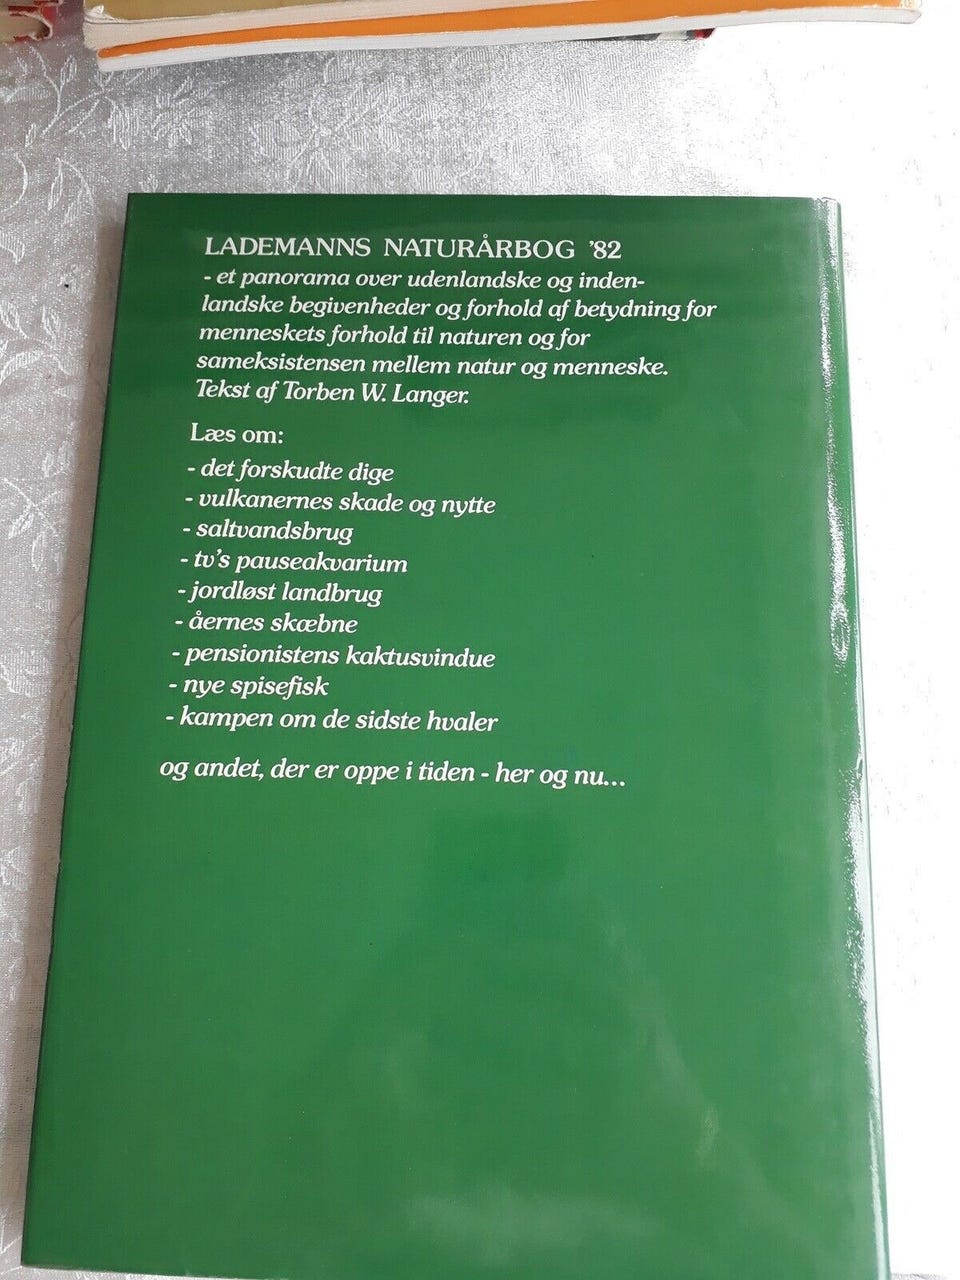 LADEMANNS NATURÅRBOG '82
- et panorama over udenlandske og inden-
landske begivenheder og forhold af betydning for
menneskets forhold til naturen og for
sameksistensen mellem natur og menneske.
Tekst af Torben W. Langer.
Læs om:
- det forskudte dige
- vulkanernes skade og nytte
- saltvandsbrug
- tv's pauseakvarium
- jordløst landbrug
- åernes skæbne
- pensionistens kaktusvindue
- nye spisefisk
- kampen om de sidste hvaler
og andet, der er oppe i tiden - her og nu...